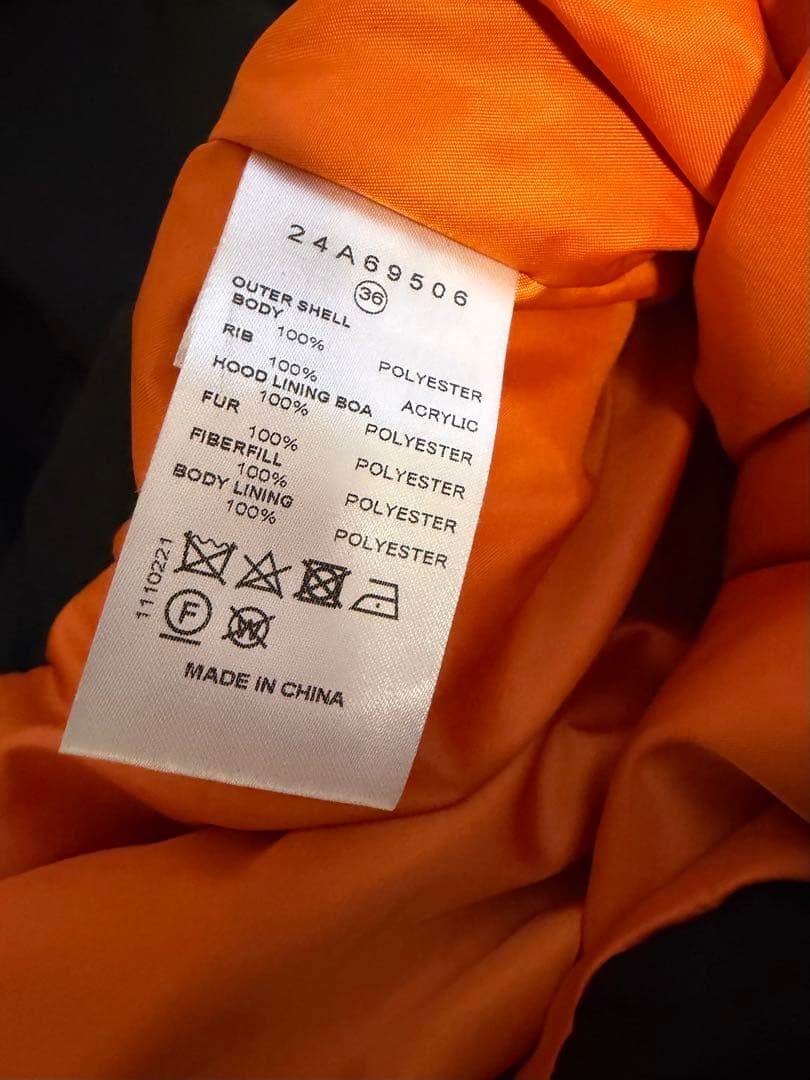 24A69506
36
OUTER SHELL
BODY
100% POLYESTER
RIB
100% ACRYLIC
HOOD LINING BOA
100% POLYESTER
FUR
100% POLYESTER
FIBERFILL
100% POLYESTER
BODY LINING
100% POLYESTER
1110221
F
W
MADE IN CHINA